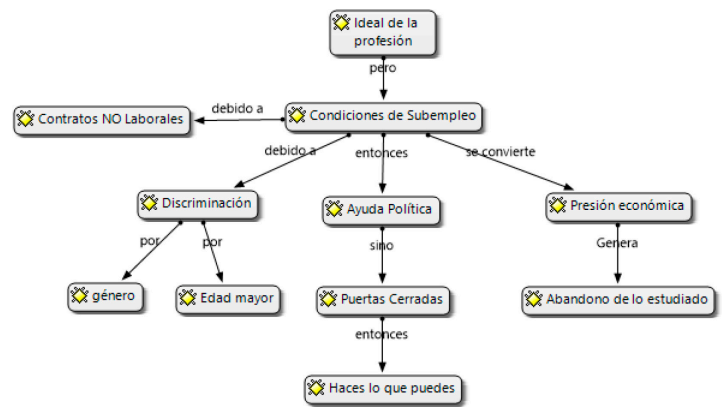 Ideal de la
profesión
pero
debido a
Contratos NO Laborales
Condiciones de Subempleo
debido a
entonces
se convierte
Discriminación
Ayuda Política
Presión económica
por
por
sino
Genera
género
Edad mayor
Puertas Cerradas
Abandono de lo estudiado
entonces
Haces lo que puedes